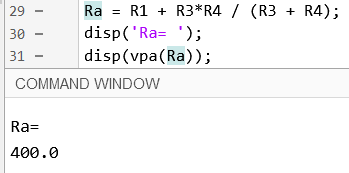 29 - Ra = R1 + R3*R4 / (R3 + R4);
30 - disp('Ra= ');
31 - disp(vpa(Ra));
COMMAND WINDOW
Ra=
400.0